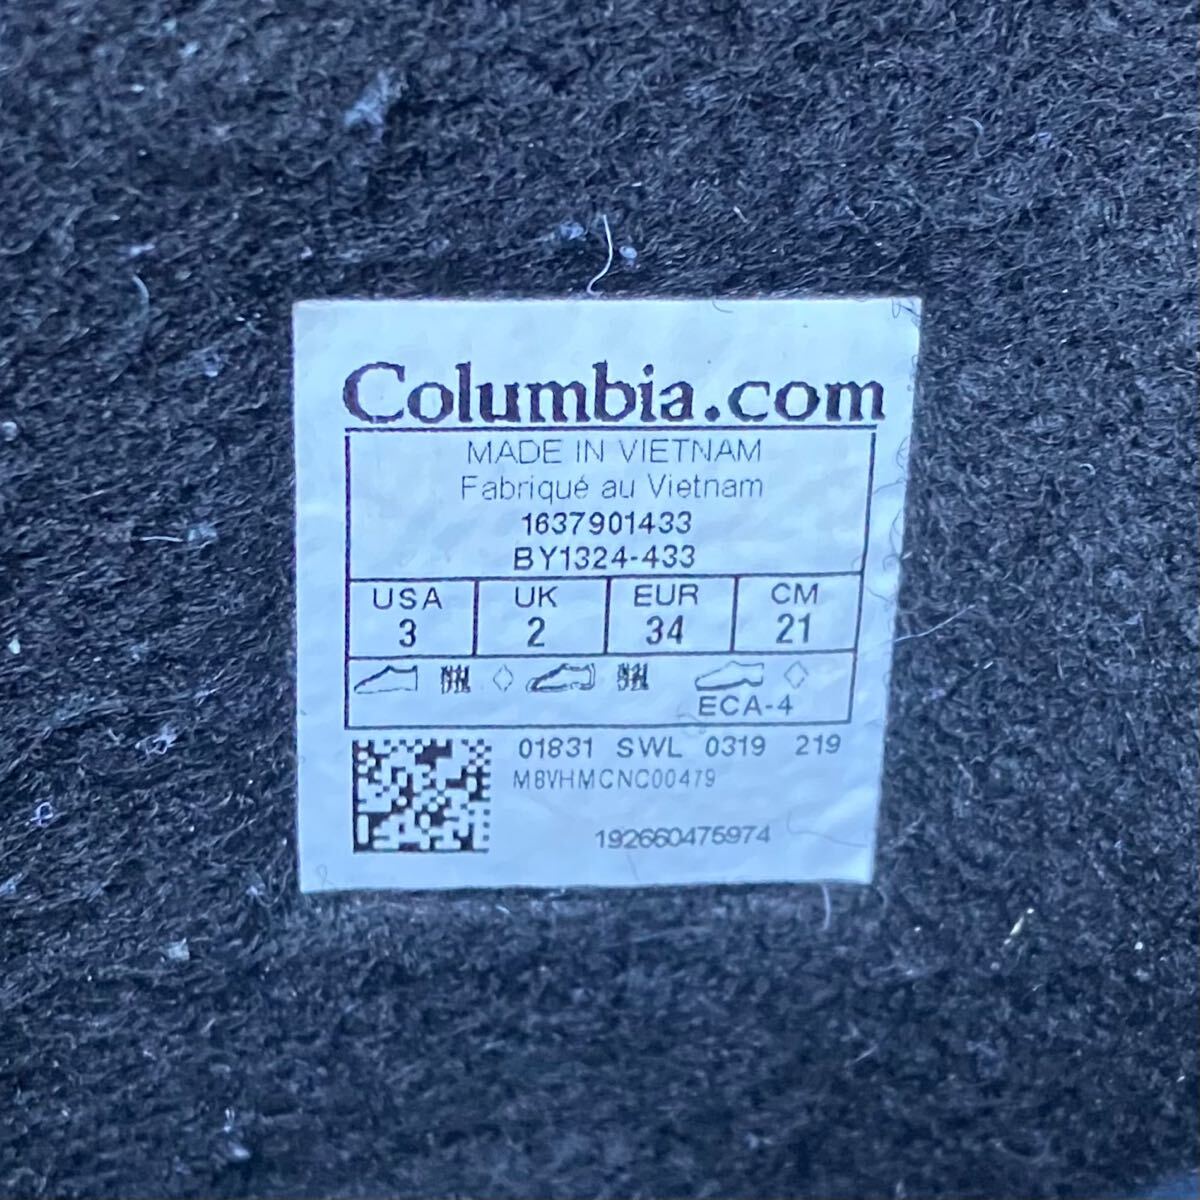 Columbia.com
MADE IN VIETNAM
Fabriqué au Vietnam
1637901433
BY1324-433
USA UK EUR CM
3 2 34 21
ECA-4
01831 SWL 0319 219
M8VHMCNC00479
192660475974